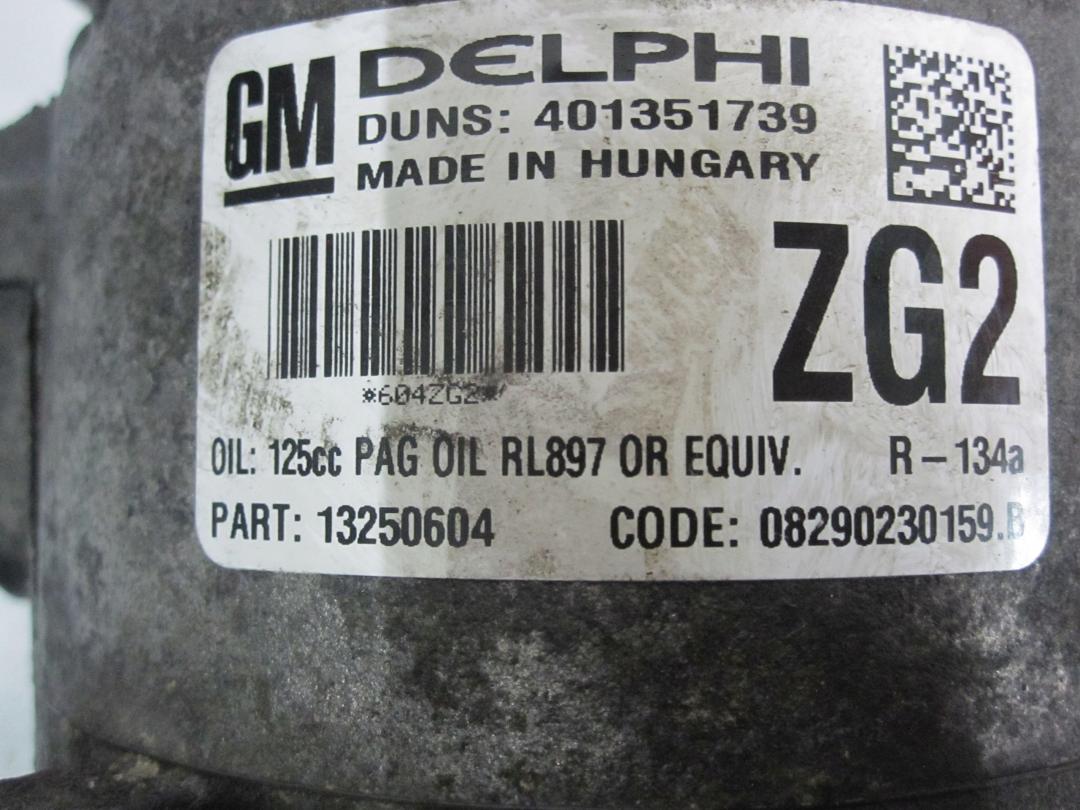 GM DELPHI
DUNS: 401351739
MADE IN HUNGARY
ZG2
*604ZG2*
OIL: 125cc PAG OIL RL897 OR EQUIV. R-134a
PART: 13250604 CODE: 08290230159.B